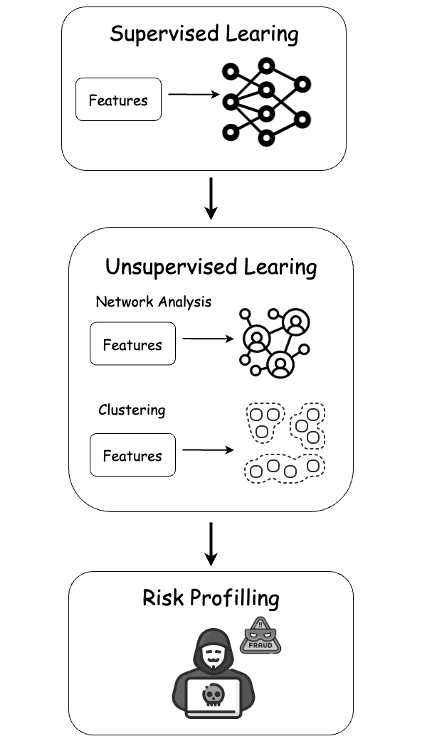 Supervised Learing
Features
Unsupervised Learing
Network Analysis
Features
Clustering
Features
Risk Profilling
!!
FRAUD